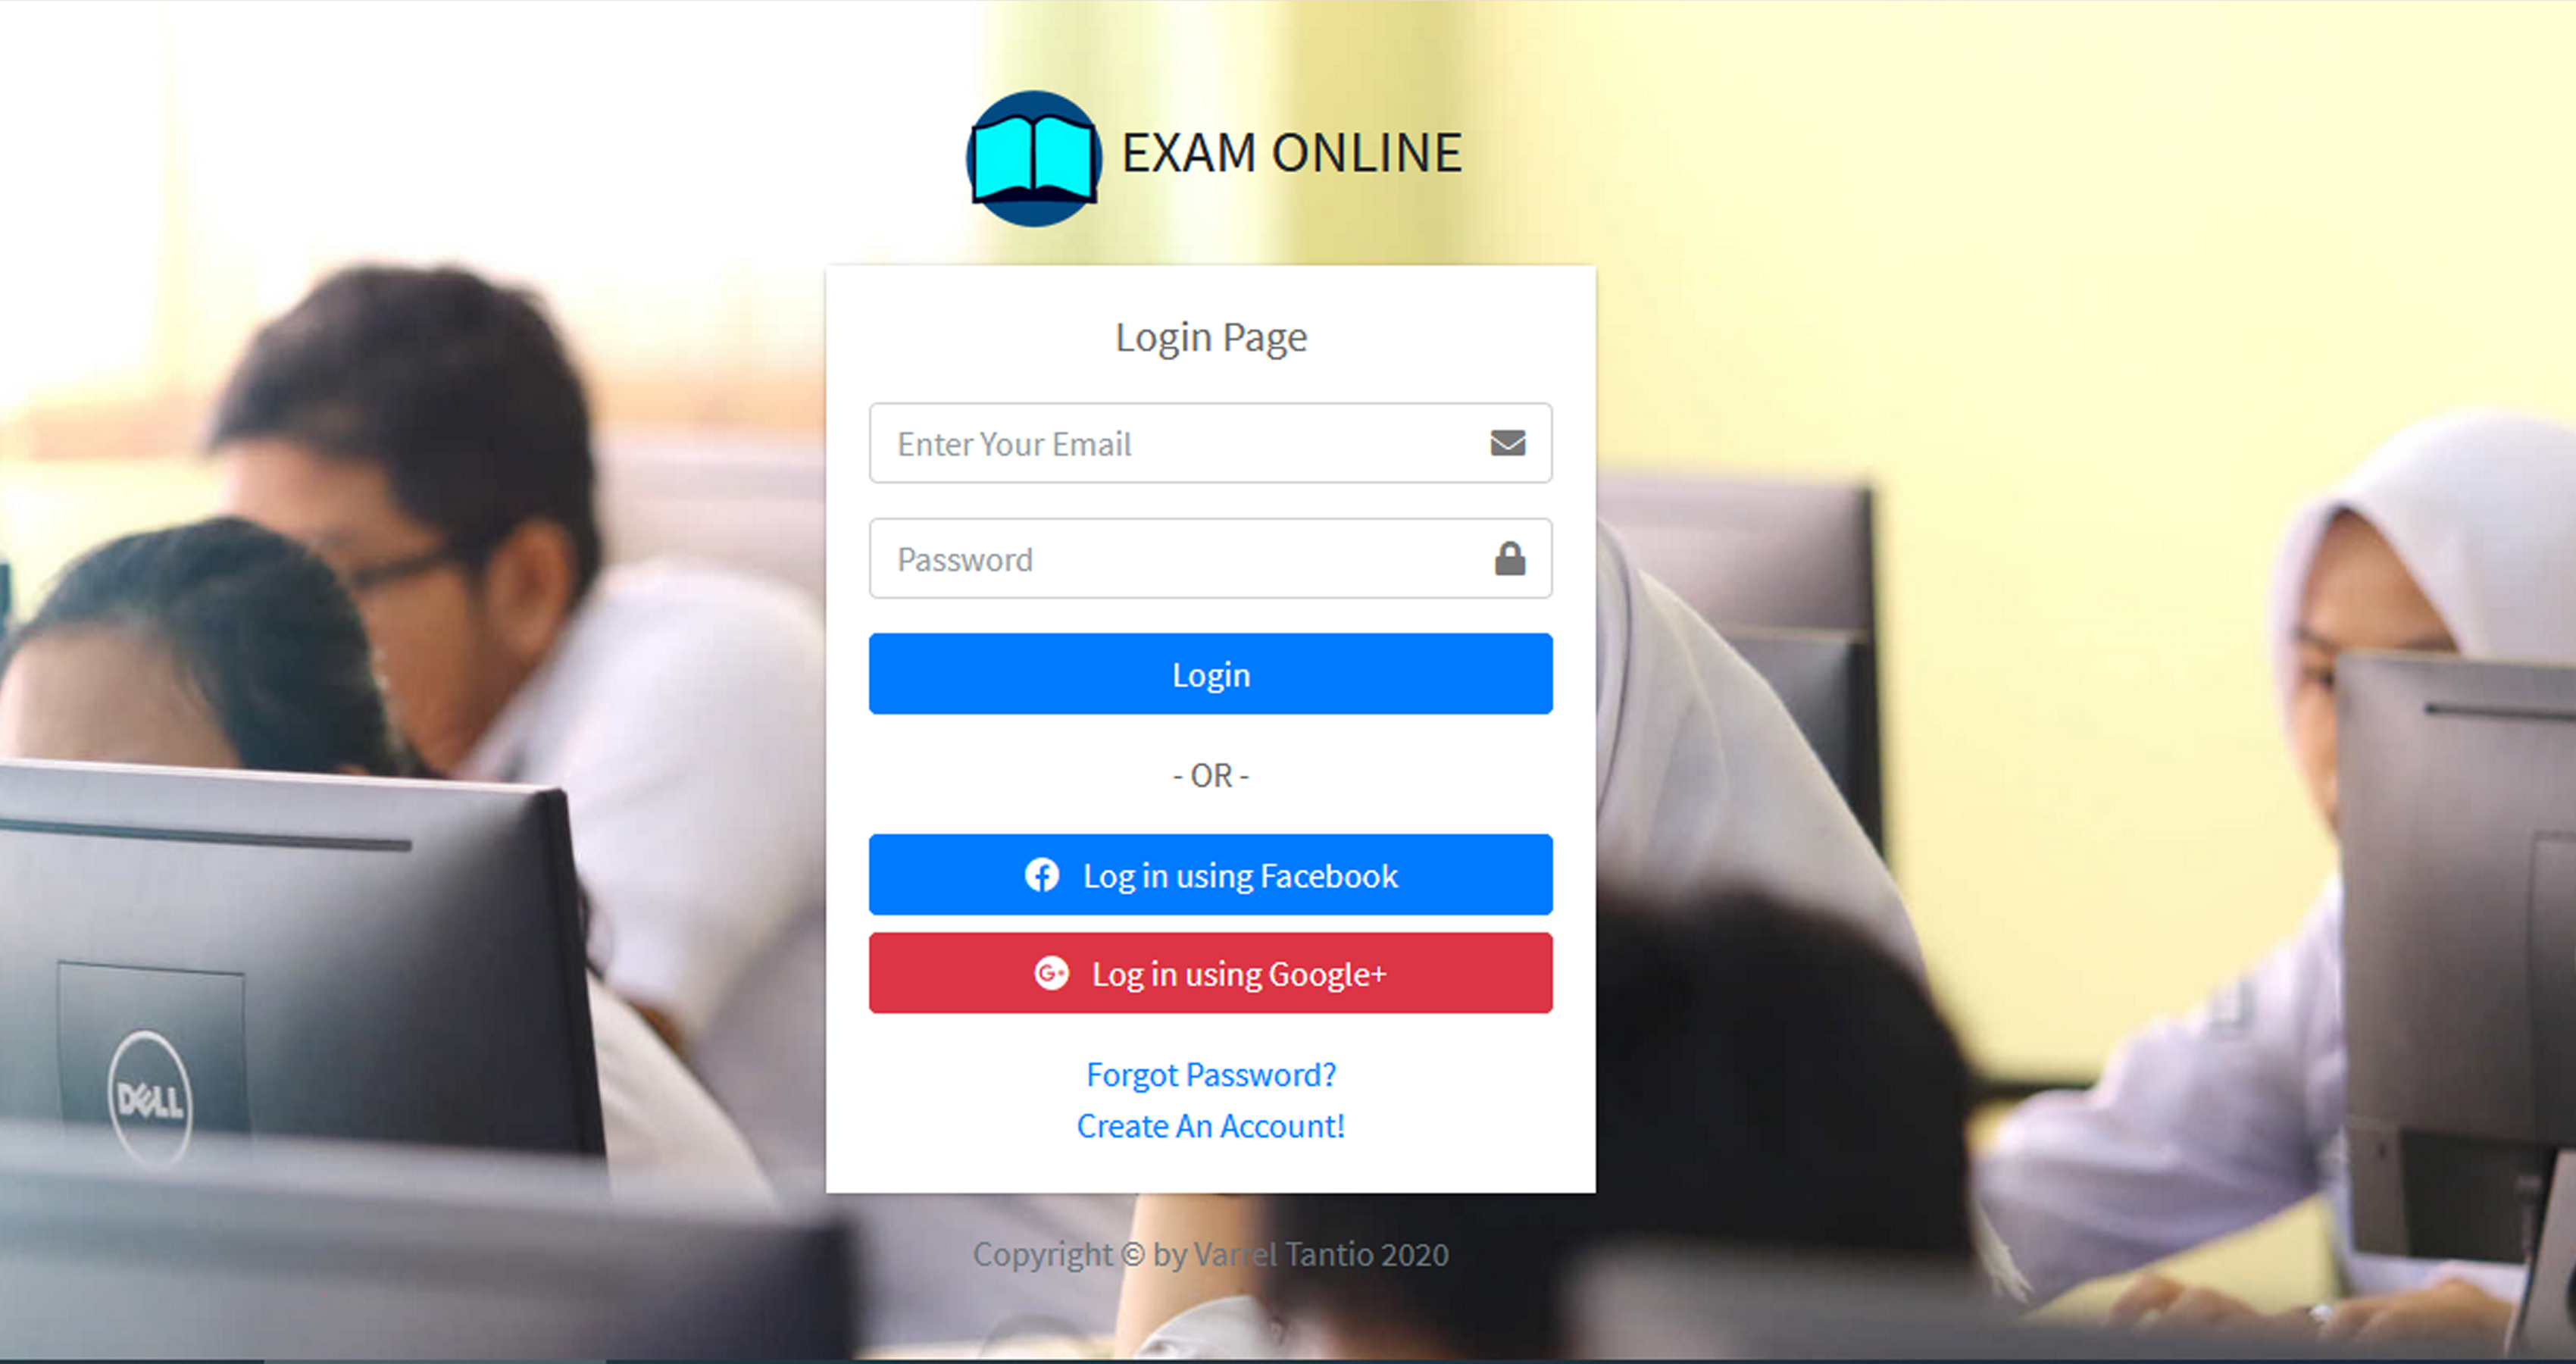 EXAM ONLINE
Login Page
Enter Your Email
Password
Login
- OR -
Log in using Facebook
Log in using Google+
Forgot Password?
Create An Account!
DELL
Copyright © by Varrel Tantio 2020